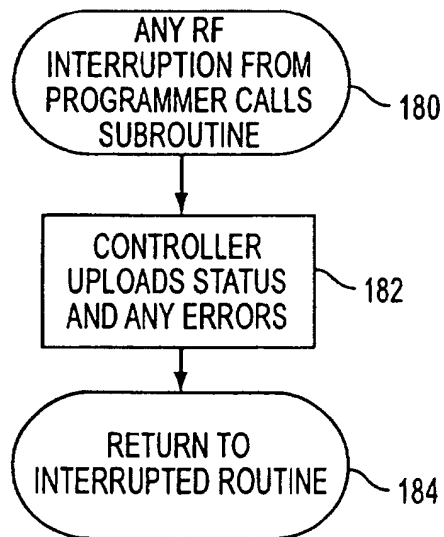 ANY RF
INTERRUPTION FROM
PROGRAMMER CALLS
SUBROUTINE
180
CONTROLLER
UPLOADS STATUS
AND ANY ERRORS
182
RETURN TO
INTERRUPTED ROUTINE
184